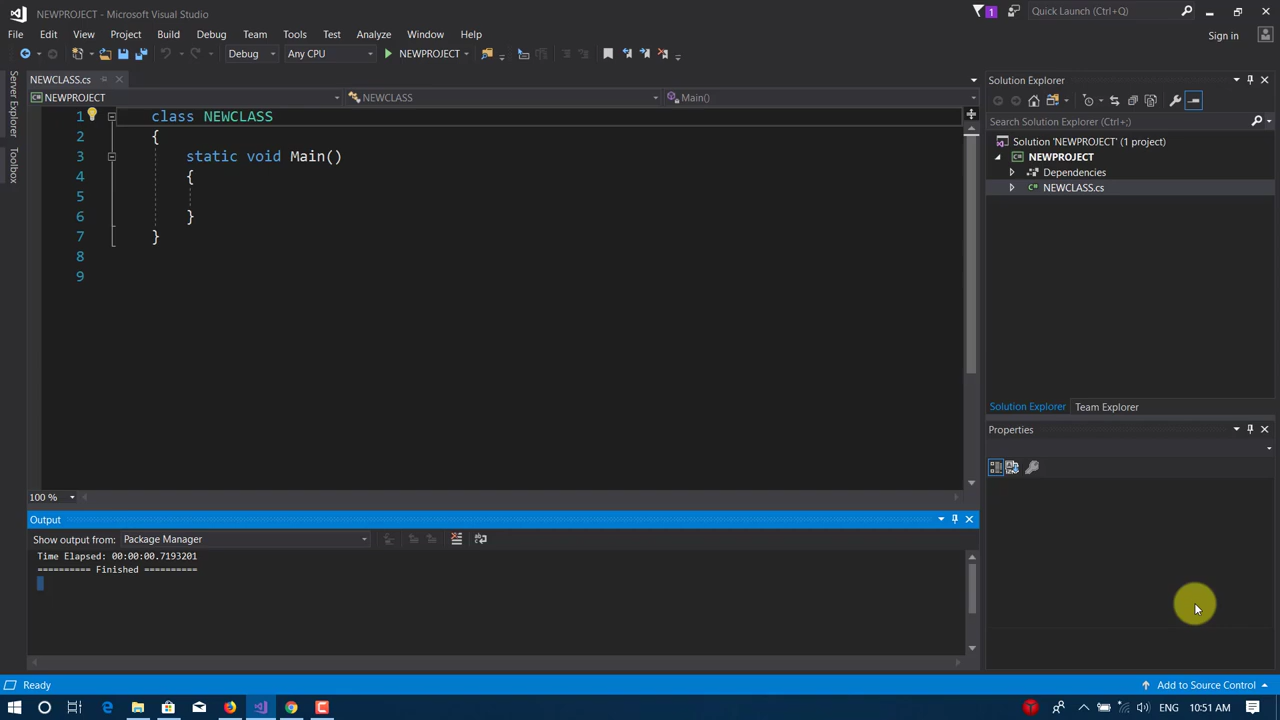 NEWPROJECT - Microsoft Visual Studio
1
Quick Launch (Ctrl+Q)
File Edit View Project Build Debug Team Tools Test Analyze Window Help
Sign in
Debug Any CPU NEWPROJECT
Server Explorer
Toolbox
NEWCLASS.cs
NEWPROJECT NEWCLASS Main()
1 class NEWCLASS
2 {
3 static void Main()
4 {
5
6 }
7 }
8
9
100 %
Output
Show output from: Package Manager
Time Elapsed: 00:00:00.7193201
========== Finished ==========
Solution Explorer
Search Solution Explorer (Ctrl+;)
Solution 'NEWPROJECT' (1 project)
NEWPROJECT
Dependencies
C# NEWCLASS.cs
Solution Explorer Team Explorer
Properties
Ready
Add to Source Control
ENG 10:51 AM